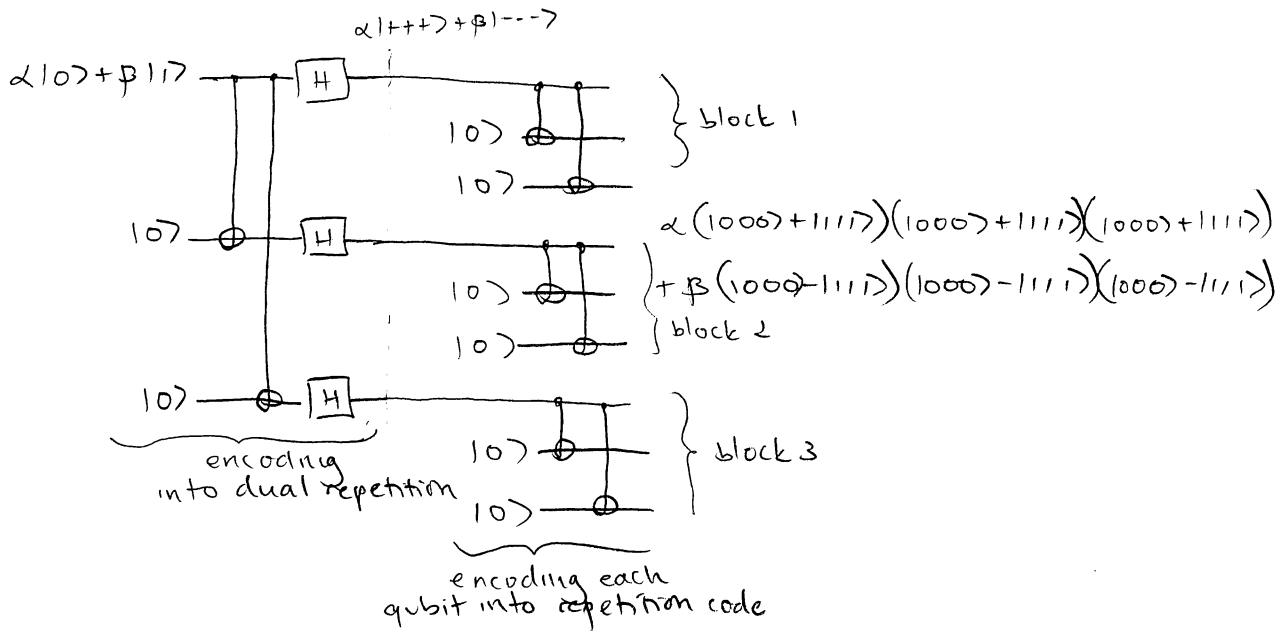 α|+++> + β|--->
α|0> + β|1>
H
|0>
block 1
|0>
α(|000>+|111>)(|000>+|111>)(|000>+|111>)
|0>
H
+ β(|000>-|111>)(|000>-|111>)(|000>-|111>)
|0>
block 2
|0>
|0>
H
|0>
block 3
encoding
into dual repetition
|0>
encoding each
qubit into repetition code